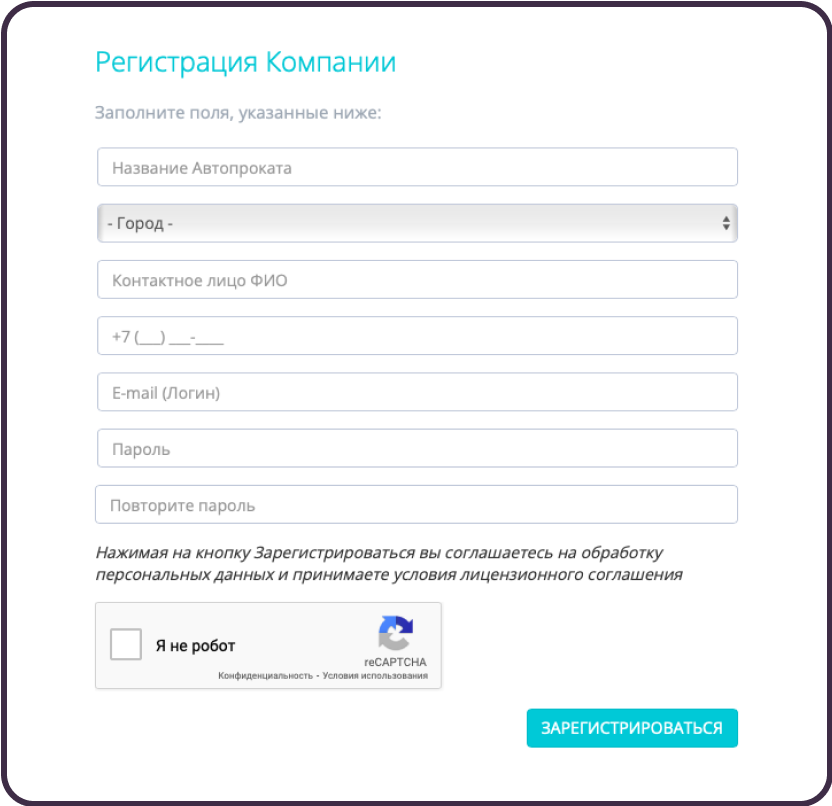 Регистрация Компании
Заполните поля, указанные ниже:
Название Автопроката
- Город -
Контактное лицо ФИО
+7 (___) ___-____
E-mail (Логин)
Пароль
Повторите пароль
Нажимая на кнопку Зарегистрироваться вы соглашаетесь на обработку
персональных данных и принимаете условия лицензионного соглашения
Я не робот
reCAPTCHA
Конфиденциальность - Условия использования
ЗАРЕГИСТРИРОВАТЬСЯ